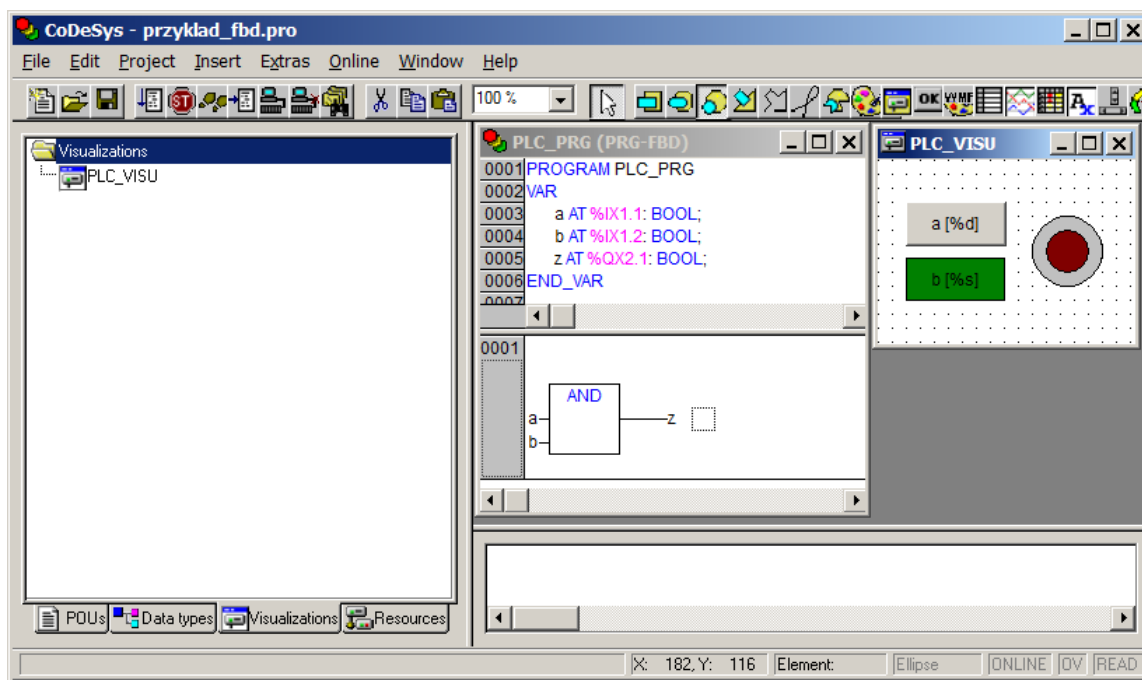 CoDeSys - przyklad_fbd.pro
File Edit Project Insert Extras Online Window Help
100 %
OK
Visualizations
PLC_VISU
PLC_PRG (PRG-FBD)
0001 PROGRAM PLC_PRG
0002 VAR
0003 a AT %IX1.1: BOOL;
0004 b AT %IX1.2: BOOL;
0005 z AT %QX2.1: BOOL;
0006 END_VAR
0007
0001
AND
a
z
b
PLC_VISU
a [%d]
b [%s]
POUs Data types Visualizations Resources
X: 182, Y: 116 Element: Ellipse ONLINE OV READ